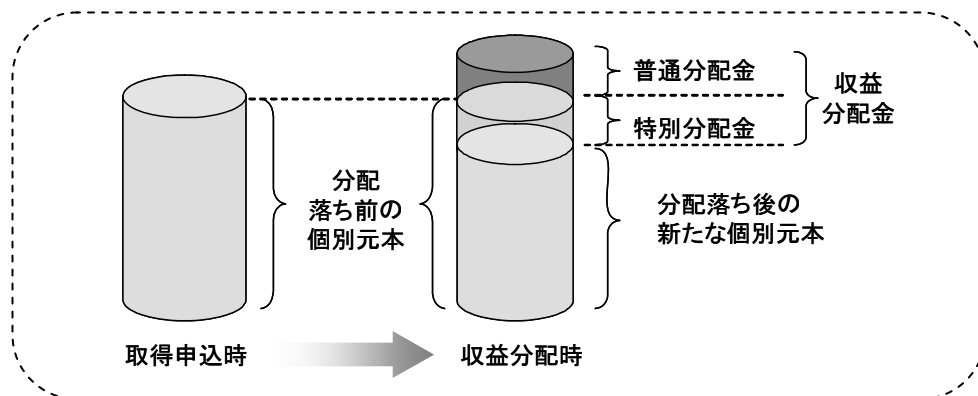 普通分配金
特別分配金
収益
分配金
分配
落ち前の
個別元本
分配落ち後の
新たな個別元本
取得申込時
収益分配時